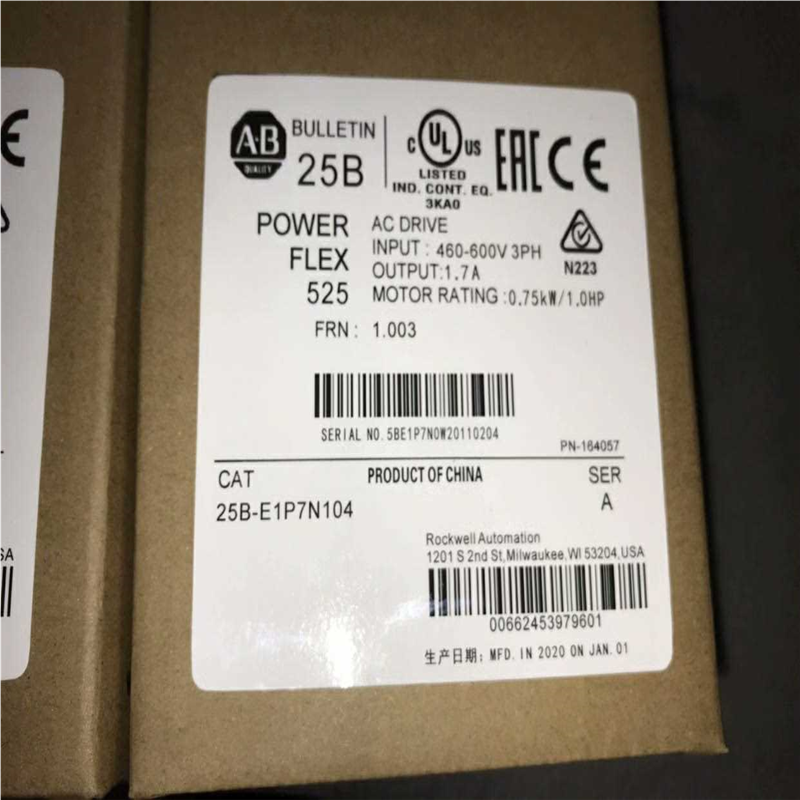 A·B
QUALITY
BULLETIN
25B
C UL US
LISTED
IND. CONT. EQ.
3KA0
EAC CE
N223
POWER
FLEX
525
AC DRIVE
INPUT : 460-600V 3PH
OUTPUT:1.7A
MOTOR RATING :0.75kW/1.0HP
FRN : 1.003
SERIAL NO. 5BE1P7N0W20110204
PN-164057
CAT
PRODUCT OF CHINA
SER
25B-E1P7N104
A
Rockwell Automation
1201 S 2nd St,Milwaukee,WI 53204,USA
00662453979601
生产日期: MFD. IN 2020 ON JAN. 01
CE
SA